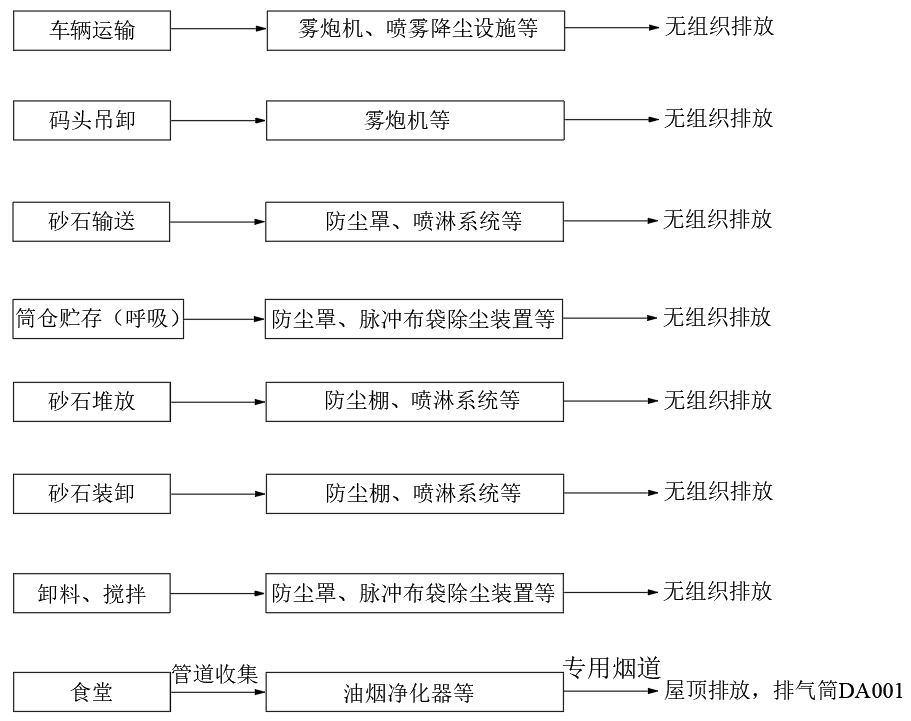 车辆运输 雾炮机、喷雾降尘设施等 无组织排放
码头吊卸 雾炮机等 无组织排放
砂石输送 防尘罩、喷淋系统等 无组织排放
筒仓贮存（呼吸） 防尘罩、脉冲布袋除尘装置等 无组织排放
砂石堆放 防尘棚、喷淋系统等 无组织排放
砂石装卸 防尘棚、喷淋系统等 无组织排放
卸料、搅拌 防尘罩、脉冲布袋除尘装置等 无组织排放
食堂 管道收集 油烟净化器等 专用烟道 屋顶排放，排气筒DA001